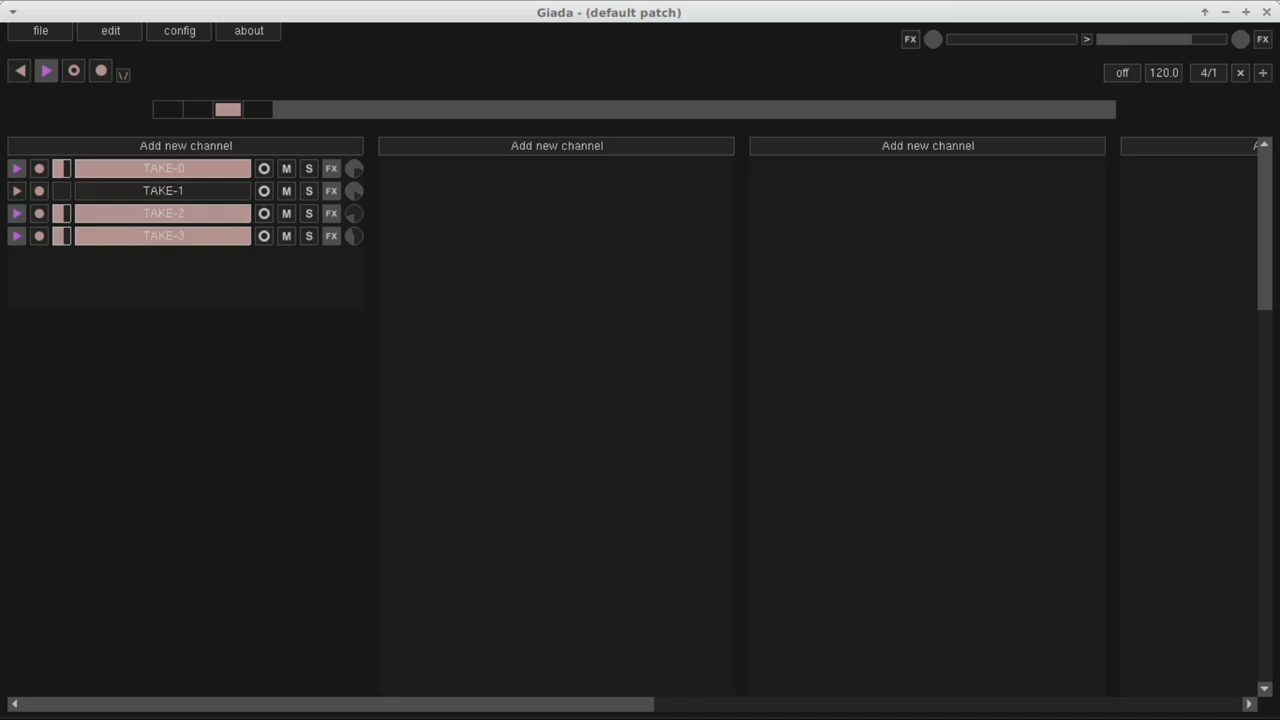 Giada - (default patch)
file edit config about
FX > FX
off 120.0 4/1 × ÷
Add new channel Add new channel Add new channel
TAKE-0 M S FX
TAKE-1 M S FX
TAKE-2 M S FX
TAKE-3 M S FX